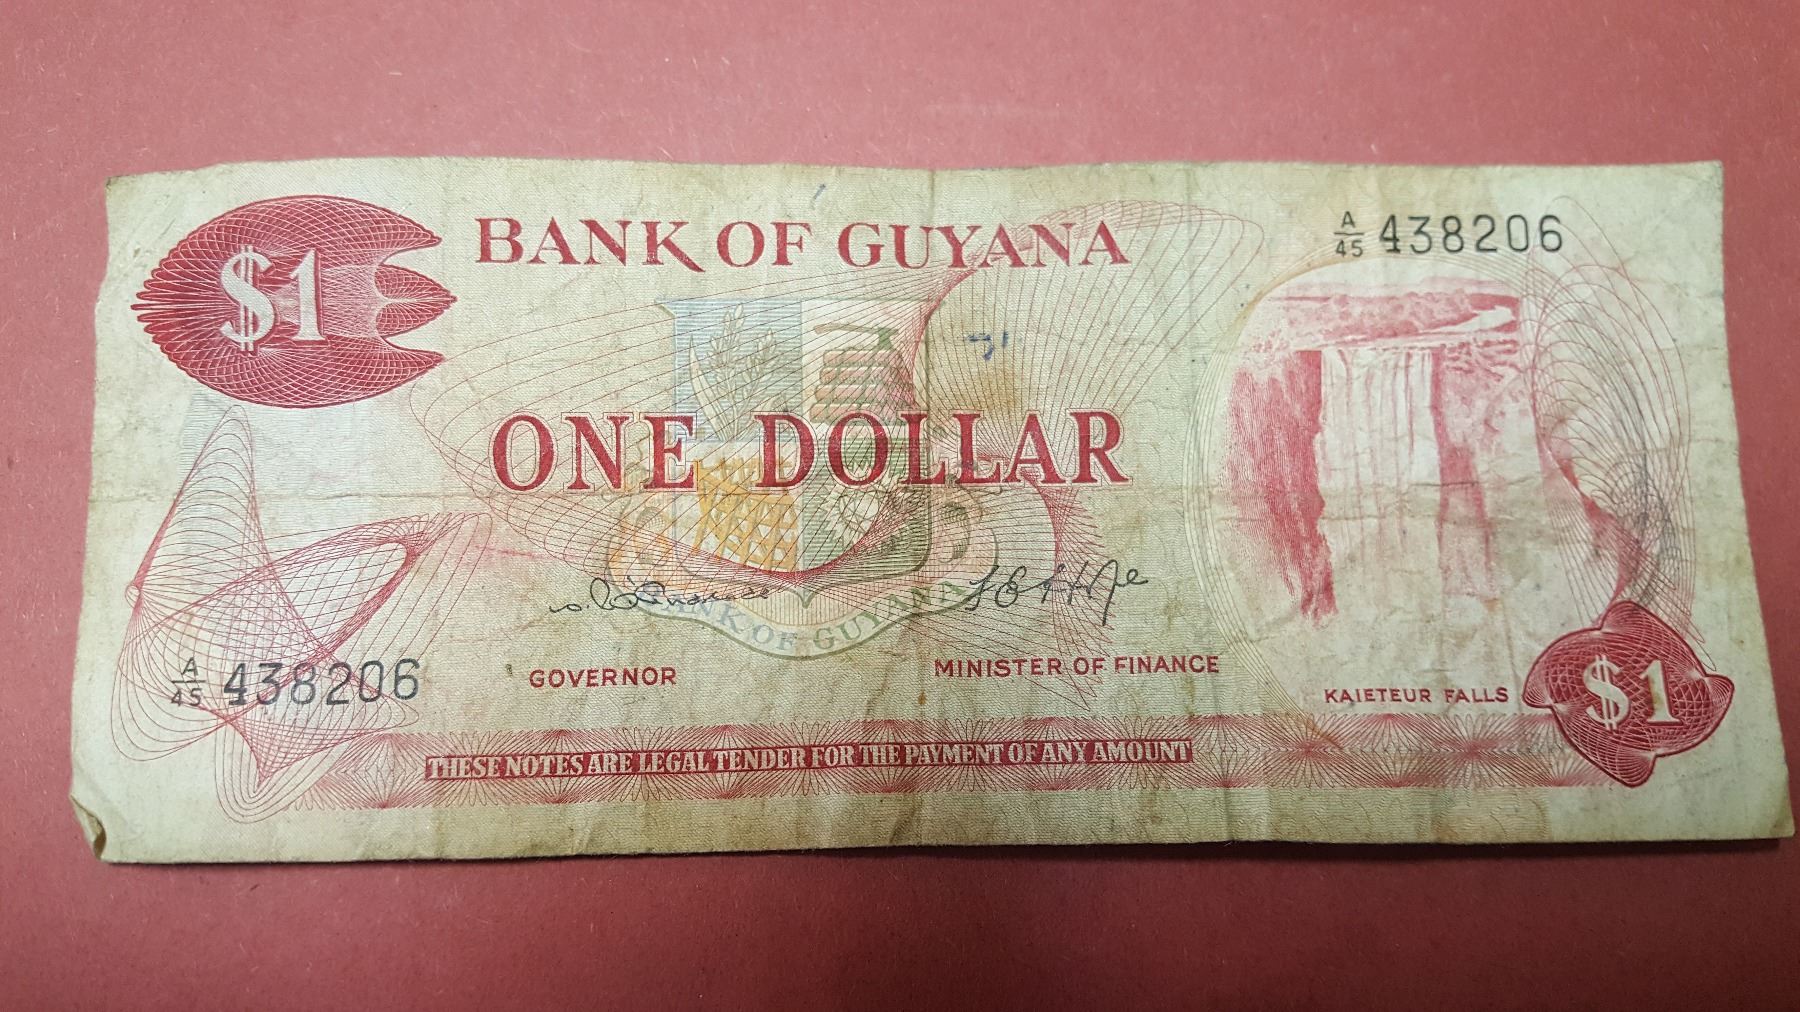 $1
BANK OF GUYANA
A/45 438206
ONE DOLLAR
BANK OF GUYANA
A/45 438206
GOVERNOR
MINISTER OF FINANCE
KAIETEUR FALLS
$1
THESE NOTES ARE LEGAL TENDER FOR THE PAYMENT OF ANY AMOUNT